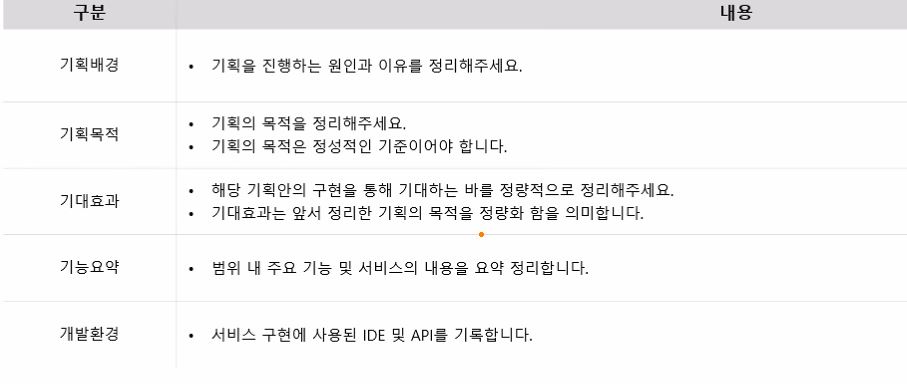 구분 내용
기획배경 • 기획을 진행하는 원인과 이유를 정리해주세요.
기획목적 • 기획의 목적을 정리해주세요.
• 기획의 목적은 정성적인 기준이어야 합니다.
기대효과 • 해당 기획안의 구현을 통해 기대하는 바를 정량적으로 정리해주세요.
• 기대효과는 앞서 정리한 기획의 목적을 정량화 함을 의미합니다.
기능요약 • 범위 내 주요 기능 및 서비스의 내용을 요약 정리합니다.
개발환경 • 서비스 구현에 사용된 IDE 및 API를 기록합니다.